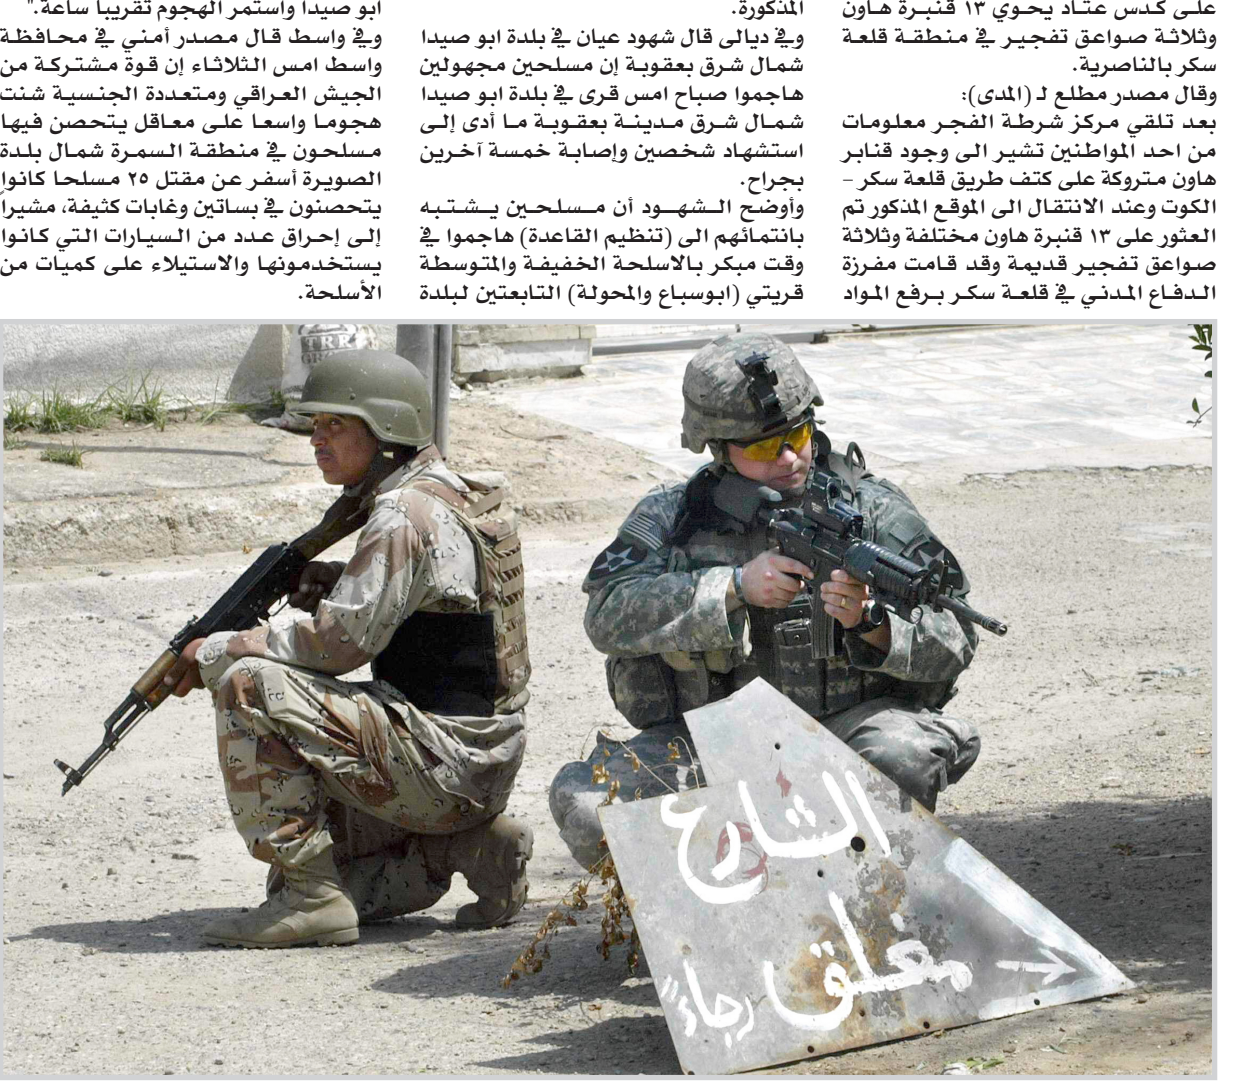 على كدس عتاد يحوي ١٣ قنبرة هاون
وثلاثة صواعق تفجير في منطقة قلعة
سكر بالناصرية.
وقال مصدر مطلع لـ (المدى):
بعد تلقي مركز شرطة الفجر معلومات
من احد المواطنين تشير الى وجود قنابر
هاون متروكة على كتف طريق قلعة سكر –
الكوت وعند الانتقال الى الموقع المذكور تم
العثور على ١٣ قنبرة هاون مختلفة وثلاثة
صواعق تفجير قديمة وقد قامت مفرزة
الدفاع المدني في قلعة سكر برفع المواد
المذكورة.
وفي ديالى قال شهود عيان في بلدة ابو صيدا
شمال شرق بعقوبة إن مسلحين مجهولين
هاجموا صباح امس قرى في بلدة ابو صيدا
شمال شرق مدينة بعقوبة ما أدى إلى
استشهاد شخصين وإصابة خمسة آخرين
بجراح.
وأوضح الشهود أن مسلحين يشتبه
بانتمائهم الى (تنظيم القاعدة) هاجموا في
وقت مبكر بالاسلحة الخفيفة والمتوسطة
قريتي (ابوسباع والمحولة) التابعتين لبلدة
ابو صيدا واستمر الهجوم تقريبا ساعة."
وفي واسط قال مصدر أمني في محافظة
واسط امس الثلاثاء إن قوة مشتركة من
الجيش العراقي ومتعددة الجنسية شنت
هجوما واسعا على معاقل يتحصن فيها
مسلحون في منطقة السمرة شمال بلدة
الصويرة أسفر عن مقتل ٢٥ مسلحا كانوا
يتحصنون في بساتين وغابات كثيفة، مشيراً
إلى إحراق عدد من السيارات التي كانوا
يستخدمونها والاستيلاء على كميات من
الأسلحة.
الشارع
مغلق رجاءً